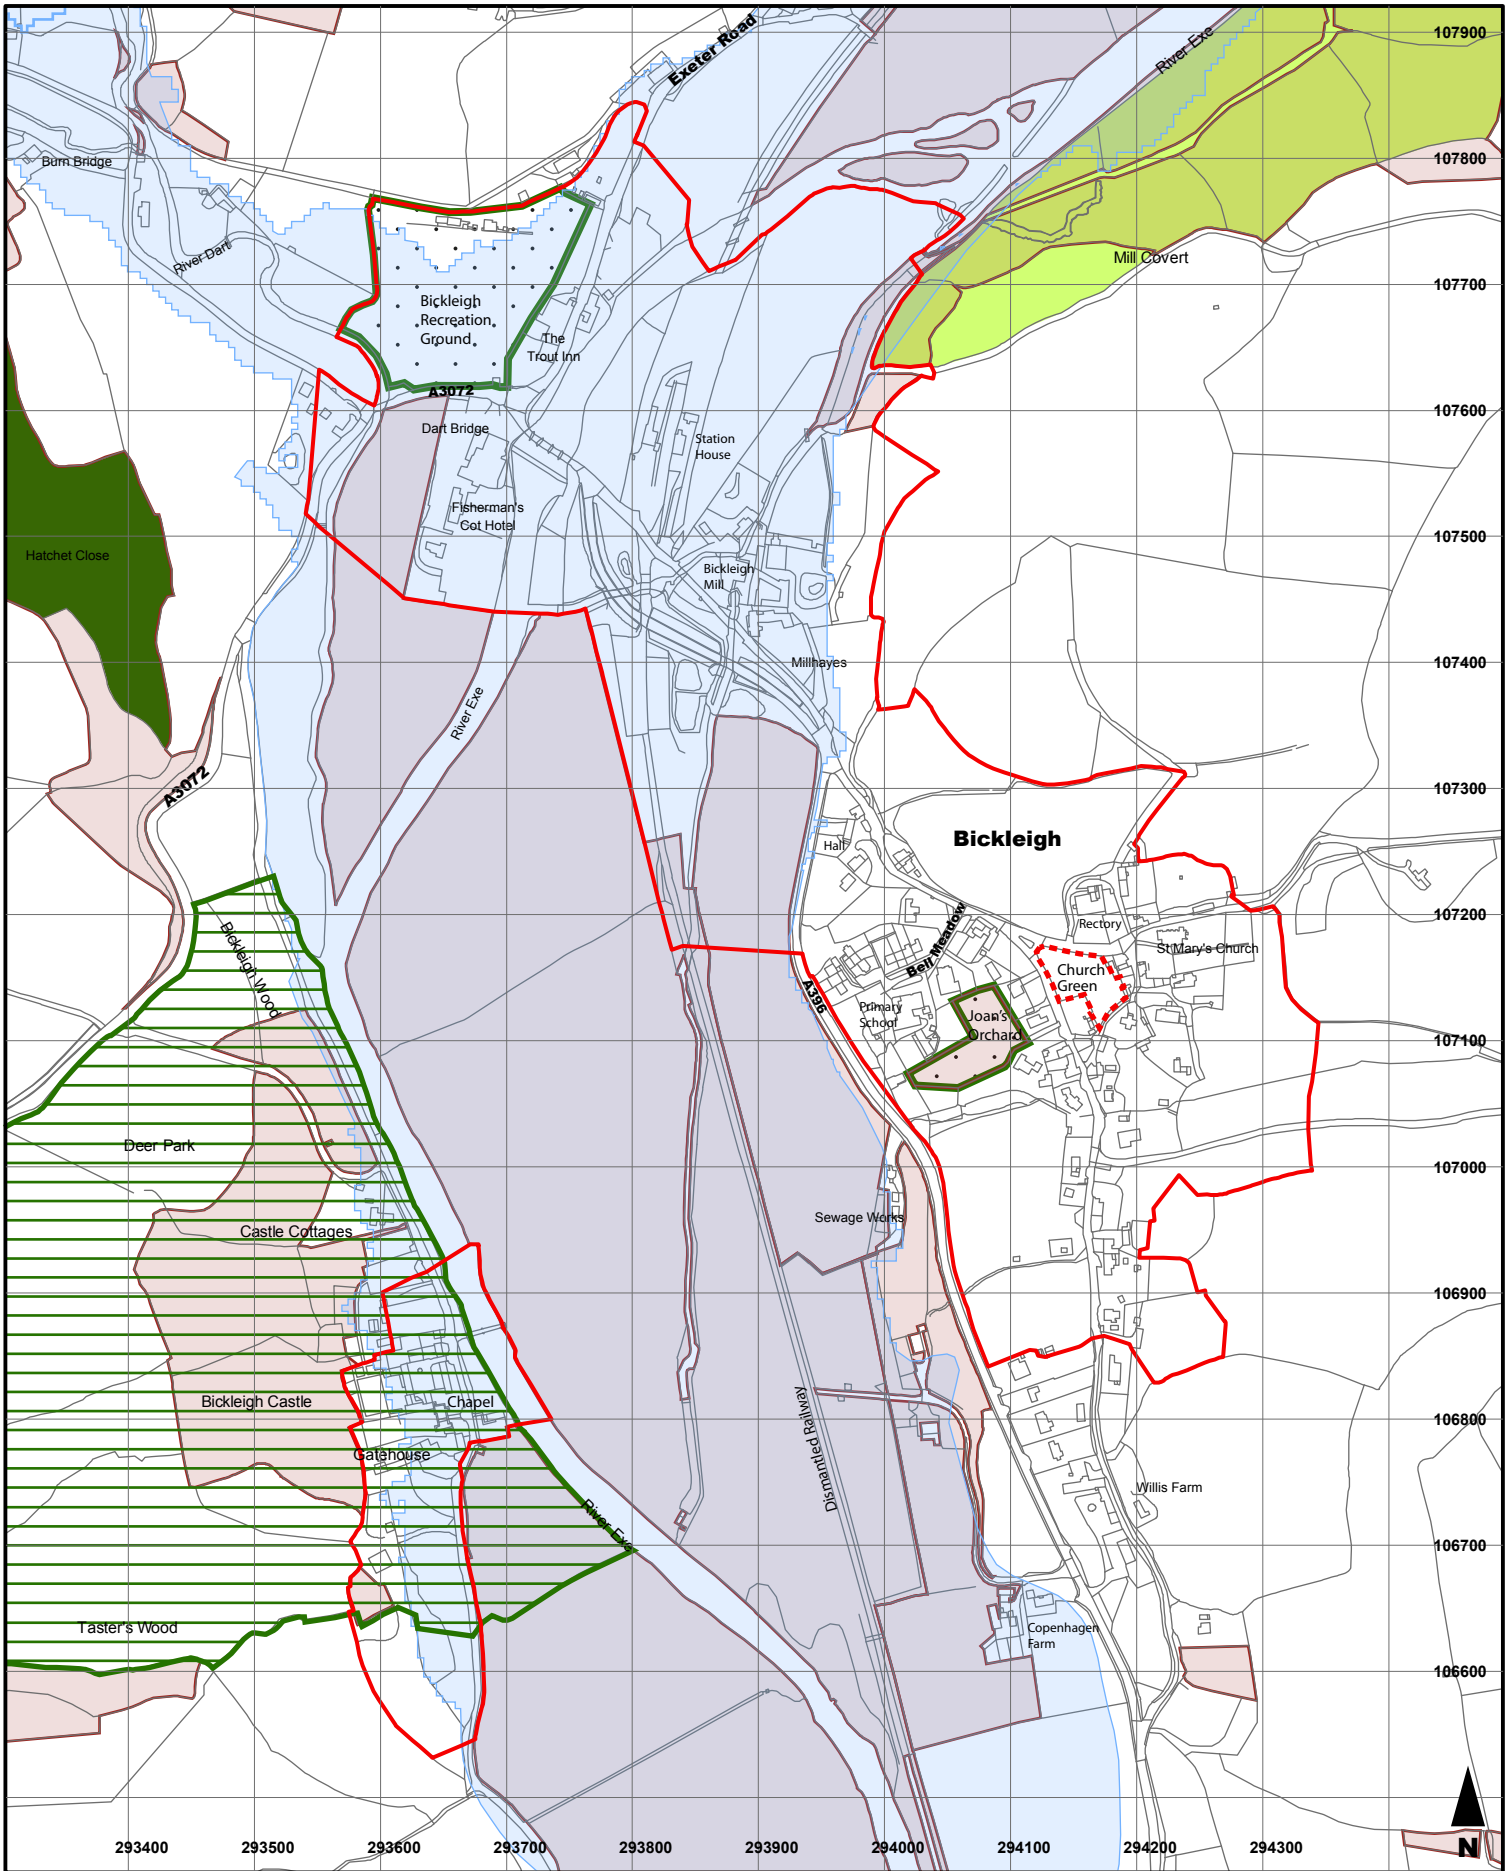 107900
Exeter Road
River Exe
Burn Bridge
107800
River Dart
Mill Covert
107700
Bickleigh
Recreation
Ground
The
Trout Inn
A3072
107600
Dart Bridge
Station
House
Fisherman's
Cot Hotel
107500
Hatchet Close
Bickleigh
Mill
Millhayes
107400
River Exe
A3072
107300
Bickleigh
Hall
107200
Bickleigh Wood
Bell Meadow
Rectory
St Mary's Church
Church
Green
A396
Primary
School
Joan's
Orchard
107100
Deer Park
107000
Castle Cottages
Sewage Works
106900
Bickleigh Castle
Chapel
106800
Gatehouse
Dismantled Railway
Willis Farm
River Exe
106700
Taster's Wood
Copenhagen
Farm
106600
293400
293500
293600
293700
293800
293900
294000
294100
294200
294300
N